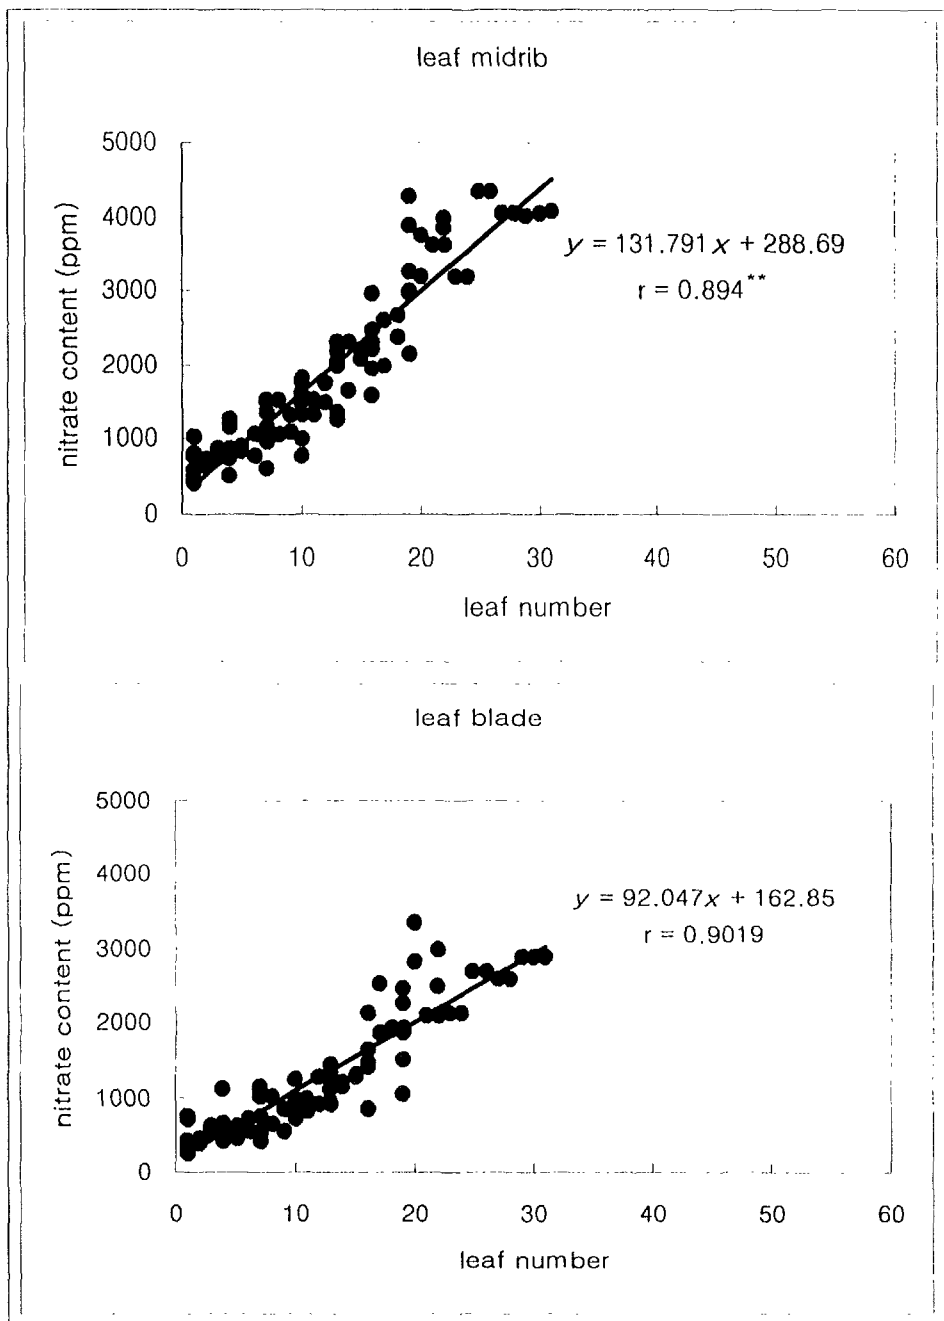 leaf midrib
5000
4000
3000
2000
1000
0
nitrate content (ppm)
y = 131.791x + 288.69
r = 0.894**
0 10 20 30 40 50 60
leaf number
leaf blade
5000
4000
3000
2000
1000
0
nitrate content (ppm)
y = 92.047x + 162.85
r = 0.9019
0 10 20 30 40 50 60
leaf number